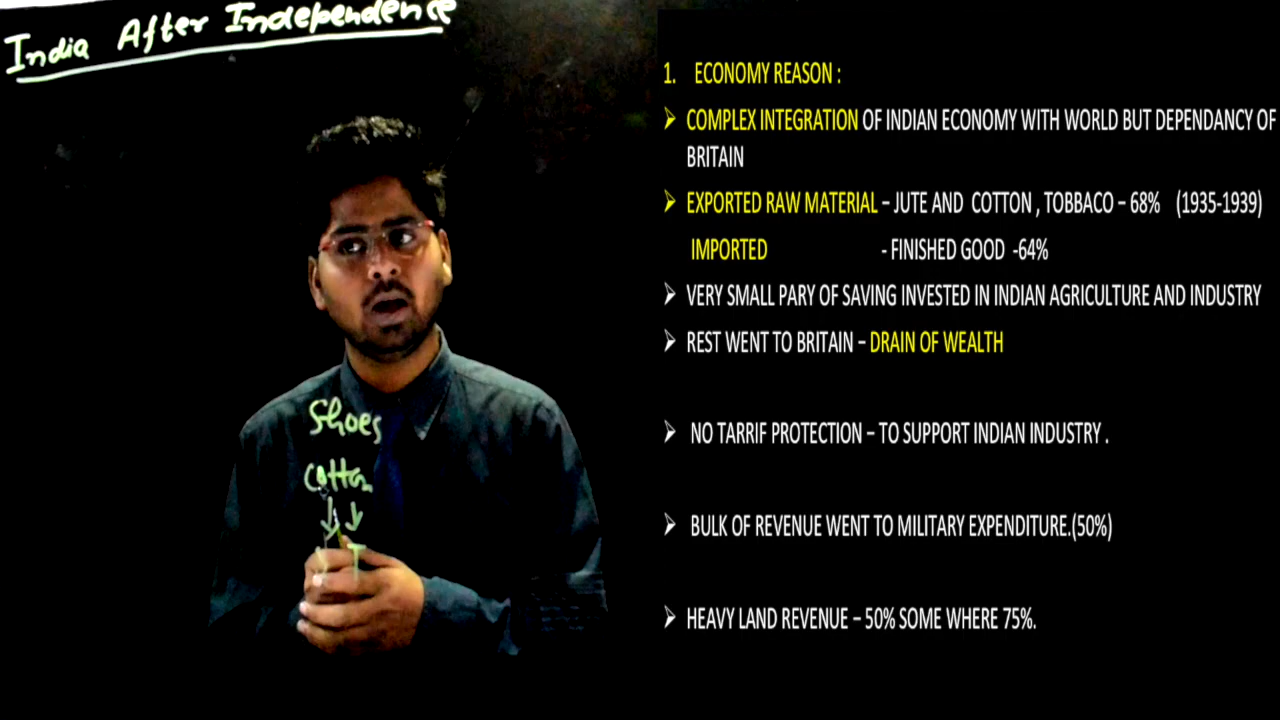 India After Independence
1. ECONOMY REASON :
➢ COMPLEX INTEGRATION OF INDIAN ECONOMY WITH WORLD BUT DEPENDANCY OF
BRITAIN
➢ EXPORTED RAW MATERIAL – JUTE AND COTTON , TOBBACO – 68% (1935-1939)
IMPORTED - FINISHED GOOD -64%
➢ VERY SMALL PARY OF SAVING INVESTED IN INDIAN AGRICULTURE AND INDUSTRY
➢ REST WENT TO BRITAIN – DRAIN OF WEALTH
➢ NO TARRIF PROTECTION – TO SUPPORT INDIAN INDUSTRY .
➢ BULK OF REVENUE WENT TO MILITARY EXPENDITURE.(50%)
➢ HEAVY LAND REVENUE – 50% SOME WHERE 75%.
Shoes
Cotton